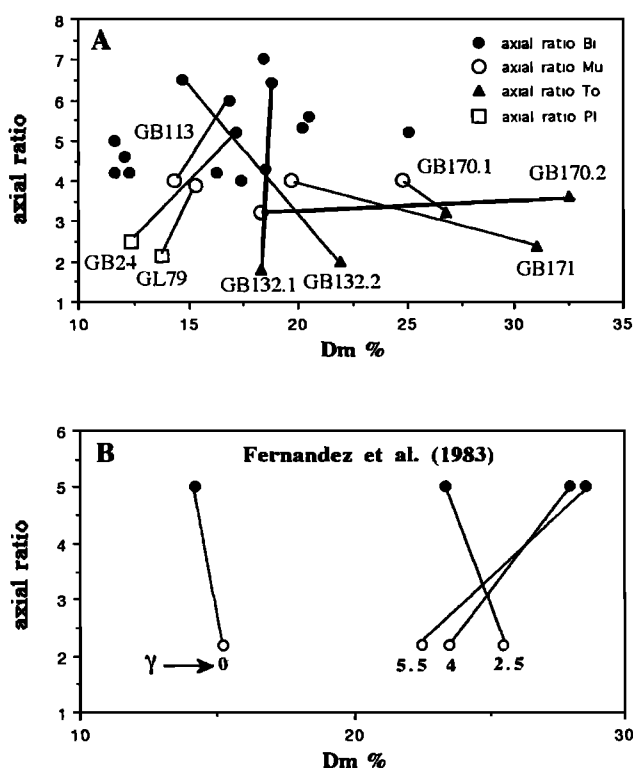 A
axial ratio
8
7
6
5
4
3
2
1
axial ratio Bi
axial ratio Mu
axial ratio To
axial ratio Pl
GB113
GB170.1
GB170.2
GB24
GL79
GB132.1
GB132.2
GB171
10 15 20 25 30 35
Dm %
B
Fernandez et al. (1983)
axial ratio
6
5
4
3
2
1
γ 0 5.5 4 2.5
10 20 30
Dm %